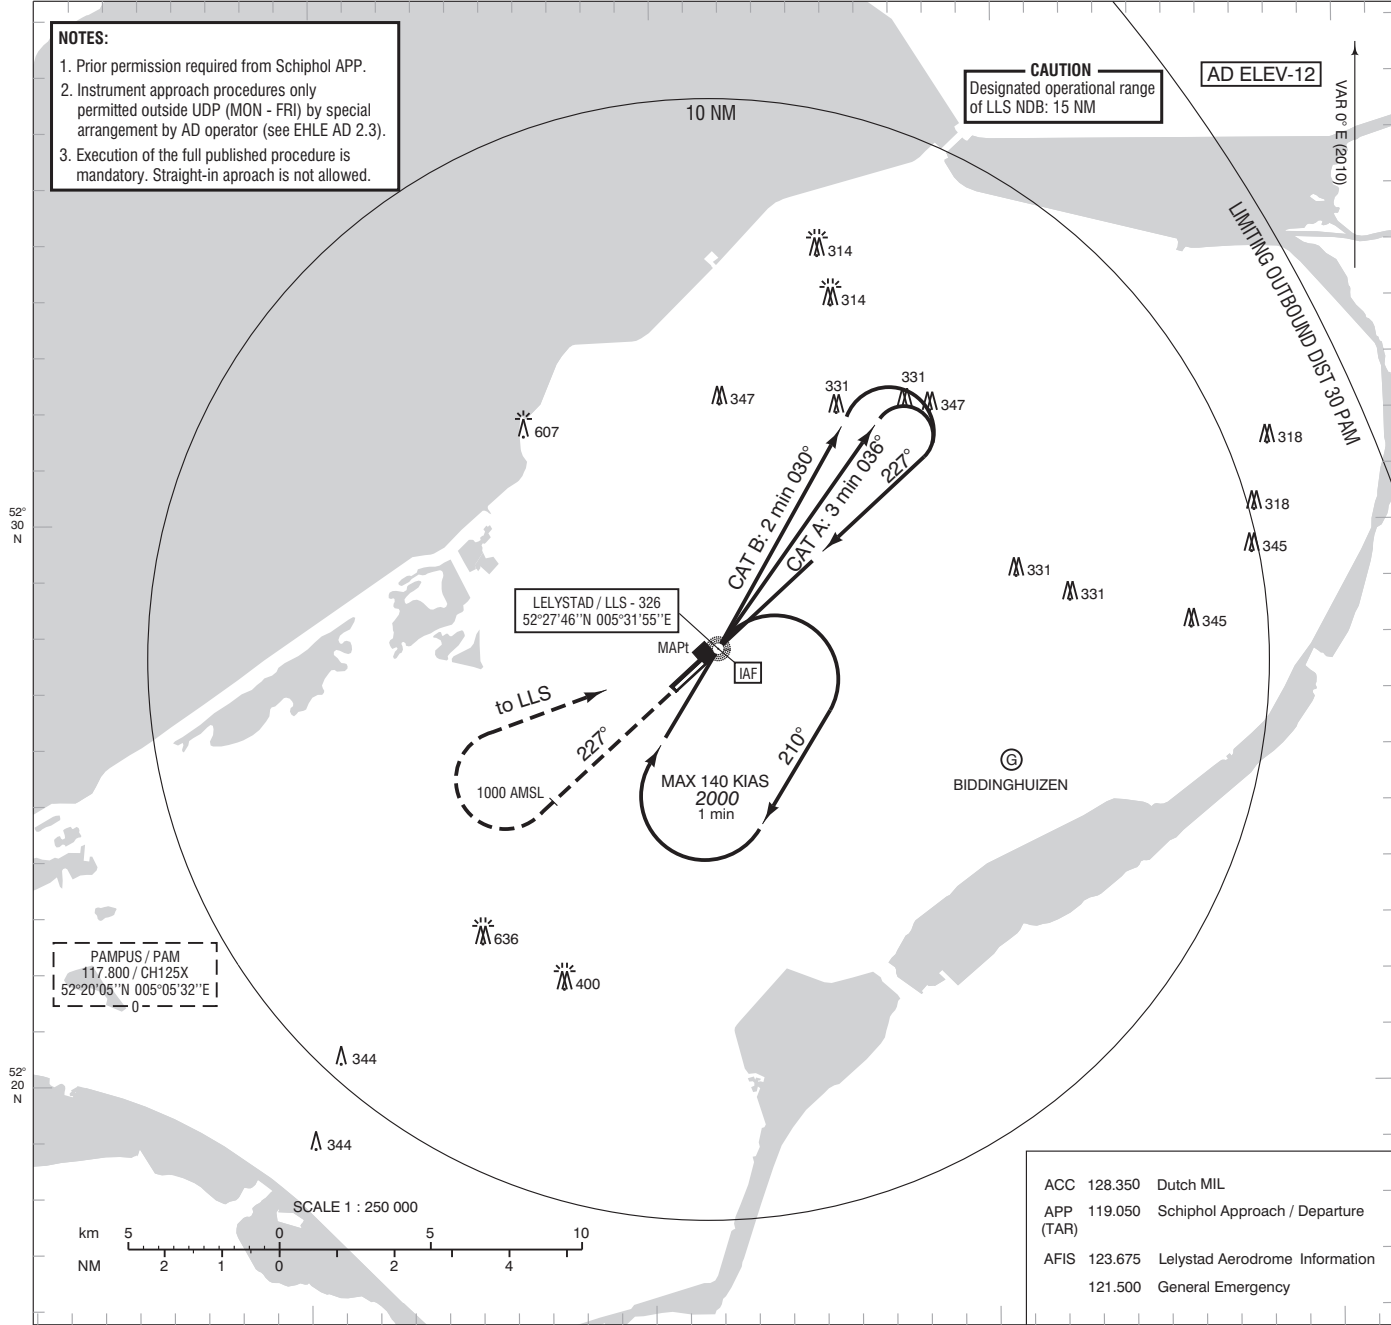 NOTES:
1. Prior permission required from Schiphol APP.
2. Instrument approach procedures only
permitted outside UDP (MON - FRI) by special
arrangement by AD operator (see EHLE AD 2.3).
3. Execution of the full published procedure is
mandatory. Straight-in aproach is not allowed.
CAUTION
Designated operational range
of LLS NDB: 15 NM
AD ELEV-12
VAR 0° E (2010)
10 NM
LIMITING OUTBOUND DIST 30 PAM
314
314
347
331
331
347
607
318
318
345
331
331
345
CAT B: 2 min 030°
CAT A: 3 min 036°
227°
52°
30
N
LELYSTAD / LLS - 326
52°27'46''N 005°31'55''E
MAPt
IAF
to LLS
227°
1000 AMSL
210°
MAX 140 KIAS
2000
1 min
G
BIDDINGHUIZEN
636
400
PAMPUS / PAM
117.800 / CH125X
52°20'05''N 005°05'32''E
0
344
52°
20
N
344
SCALE 1 : 250 000
km 5 0 5 10
NM 2 1 0 2 4
ACC 128.350 Dutch MIL
APP 119.050 Schiphol Approach / Departure
(TAR)
AFIS 123.675 Lelystad Aerodrome Information
121.500 General Emergency